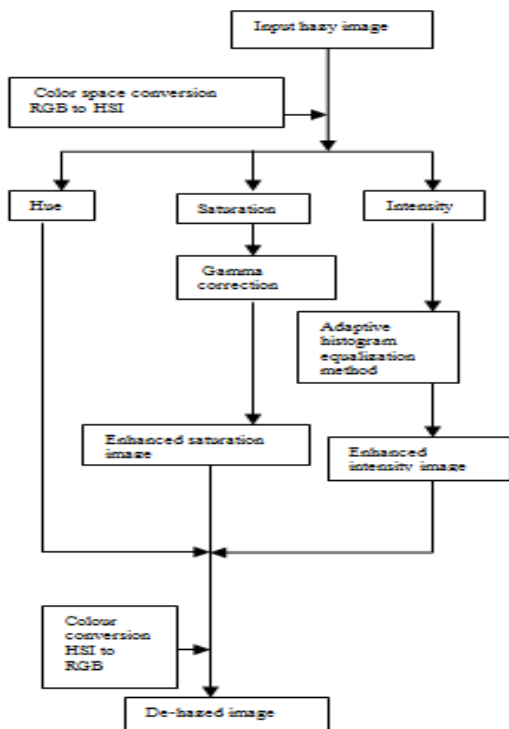 Input hazy image
Color space conversion
RGB to HSI
Hue
Saturation
Intensity
Gamma
correction
Adaptive
histogram
equalization
method
Enhanced saturation
image
Enhanced
intensity image
Colour
conversion
HSI to
RGB
De-hazed image